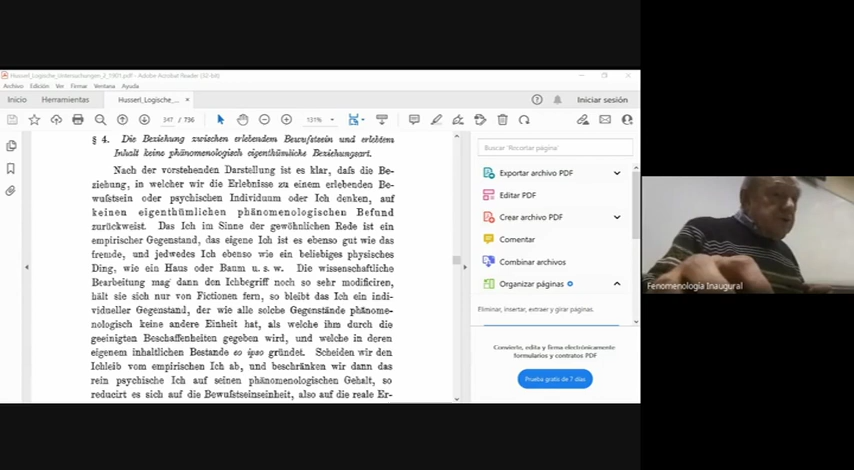 Husserl_Logische_Untersuchungen_2_1901.pdf - Adobe Acrobat Reader (32-bit)
Archivo Edición Ver Firmar Ventana Ayuda
Inicio Herramientas Husserl_Logische_... × Iniciar sesión
347 / 736 131%
§ 4. Die Beziehung zwischen erlebendem Bewufstsein und erlebtem
Inhalt keine phänomenologisch eigenthümliche Beziehungsart.
Nach der vorstehenden Darstellung ist es klar, dafs die Be-
ziehung, in welcher wir die Erlebnisse zu einem erlebenden Be-
wufstsein oder psychischen Individuum oder Ich denken, auf
keinen eigenthümlichen phänomenologischen Befund
zurückweist. Das Ich im Sinne der gewöhnlichen Rede ist ein
empirischer Gegenstand, das eigene Ich ist es ebenso gut wie das
fremde, und jedwedes Ich ebenso wie ein beliebiges physisches
Ding, wie ein Haus oder Baum u. s. w. Die wissenschaftliche
Bearbeitung mag dann den Ichbegriff noch so sehr modificiren,
hält sie sich nur von Fictionen fern, so bleibt das Ich ein indi-
vidueller Gegenstand, der wie alle solche Gegenstände phänome-
nologisch keine andere Einheit hat, als welche ihm durch die
geeinigten Beschaffenheiten gegeben wird, und welche in deren
eigenem inhaltlichen Bestande eo ipso gründet. Scheiden wir den
Ichleib vom empirischen Ich ab, und beschränken wir dann das
rein psychische Ich auf seinen phänomenologischen Gehalt, so
reducirt es sich auf die Bewufstseinseinheit, also auf die reale Er-
Buscar 'Recortar página'
Exportar archivo PDF
Editar PDF
Crear archivo PDF
Comentar
Combinar archivos
Organizar páginas
Eliminar, insertar, extraer y girar páginas.
Convierte, edita y firma electrónicamente
formularios y contratos PDF
Prueba gratis de 7 días
Fenomenología Inaugural